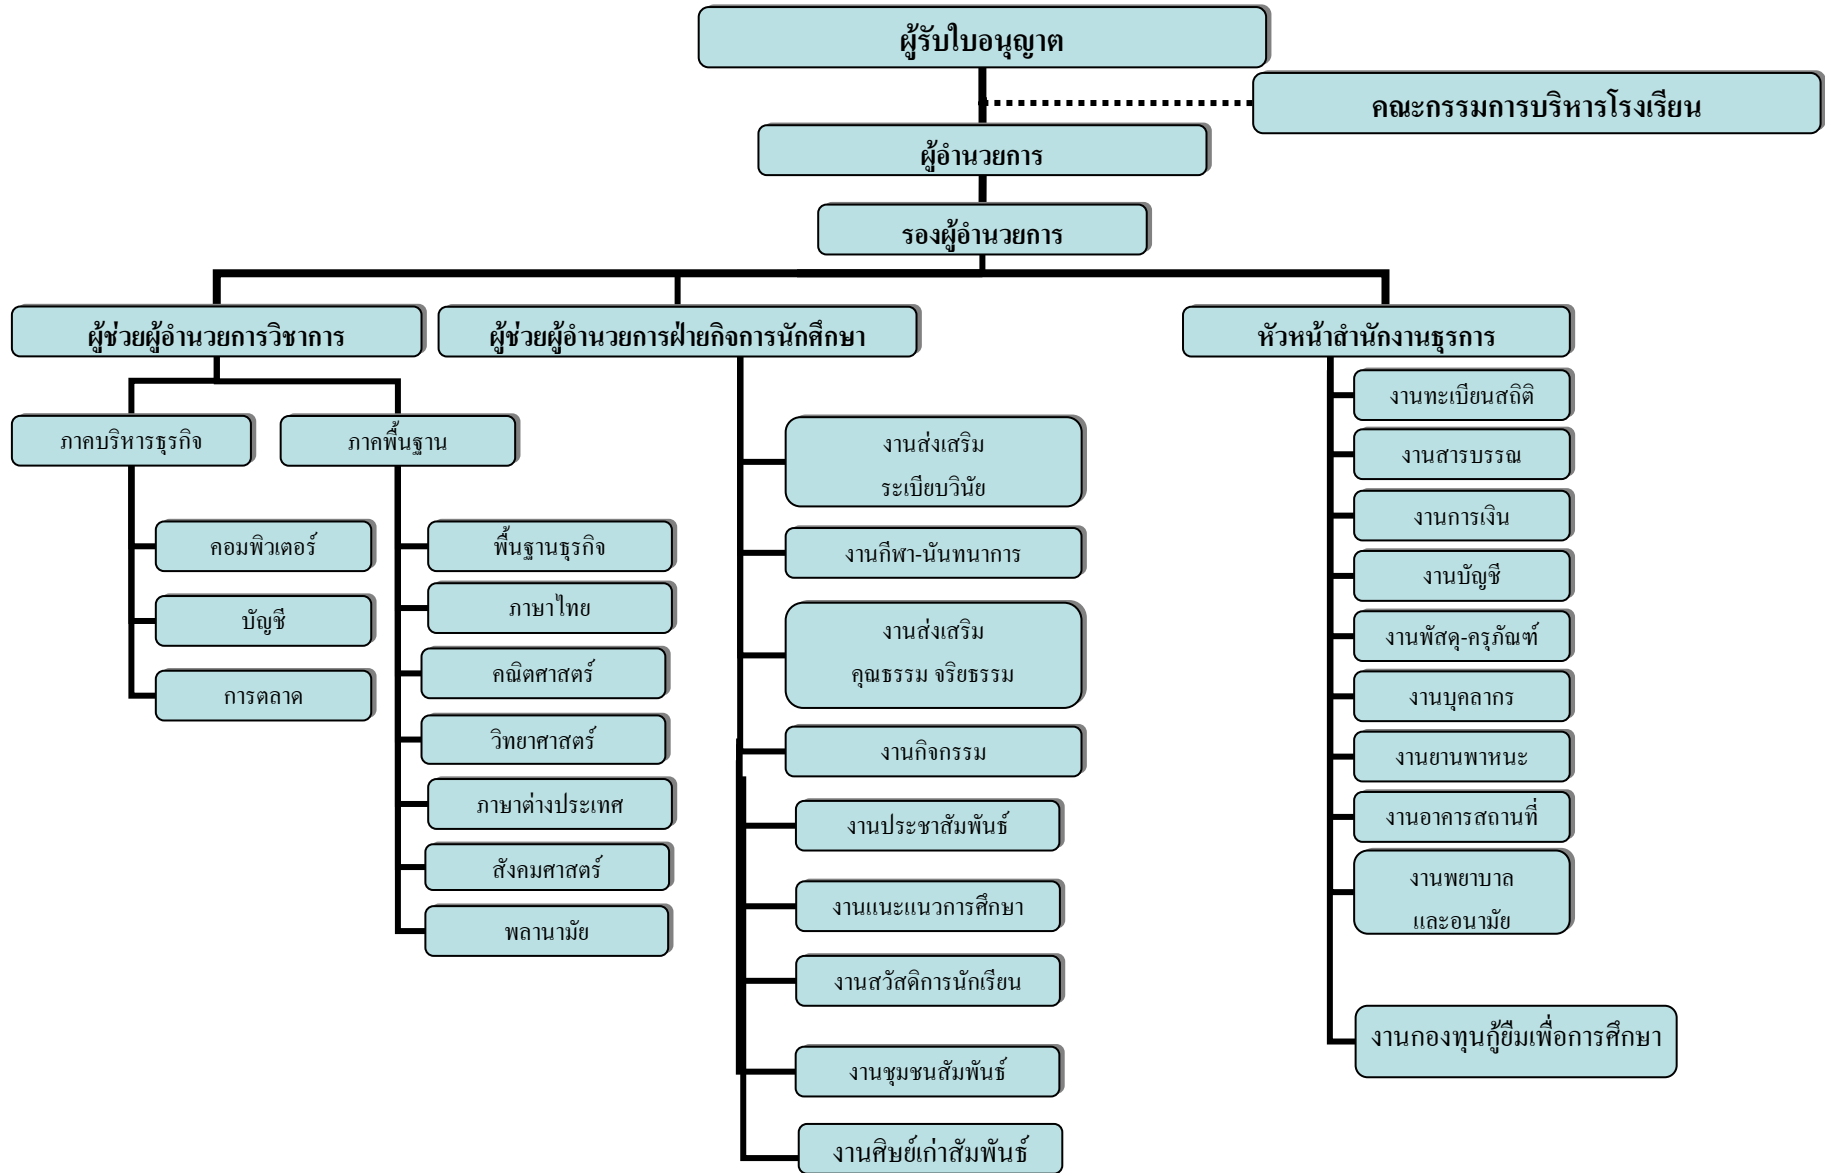 ผู้รับใบอนุญาต
คณะกรรมการบริหารโรงเรียน
ผู้อำนวยการ
รองผู้อำนวยการ
ผู้ช่วยผู้อำนวยการวิชาการ
ผู้ช่วยผู้อำนวยการฝ่ายกิจการนักศึกษา
หัวหน้าสำนักงานธุรการ
ภาคบริหารธุรกิจ
ภาคพื้นฐาน
คอมพิวเตอร์
บัญชี
การตลาด
พื้นฐานธุรกิจ
ภาษาไทย
คณิตศาสตร์
วิทยาศาสตร์
ภาษาต่างประเทศ
สังคมศาสตร์
พลานามัย
งานส่งเสริม
ระเบียบวินัย
งานกีฬา-นันทนาการ
งานส่งเสริม
คุณธรรม จริยธรรม
งานกิจกรรม
งานประชาสัมพันธ์
งานแนะแนวการศึกษา
งานสวัสดิการนักเรียน
งานชุมชนสัมพันธ์
งานศิษย์เก่าสัมพันธ์
งานทะเบียนสถิติ
งานสารบรรณ
งานการเงิน
งานบัญชี
งานพัสดุ-ครุภัณฑ์
งานบุคลากร
งานยานพาหนะ
งานอาคารสถานที่
งานพยาบาล
และอนามัย
งานกองทุนกู้ยืมเพื่อการศึกษา